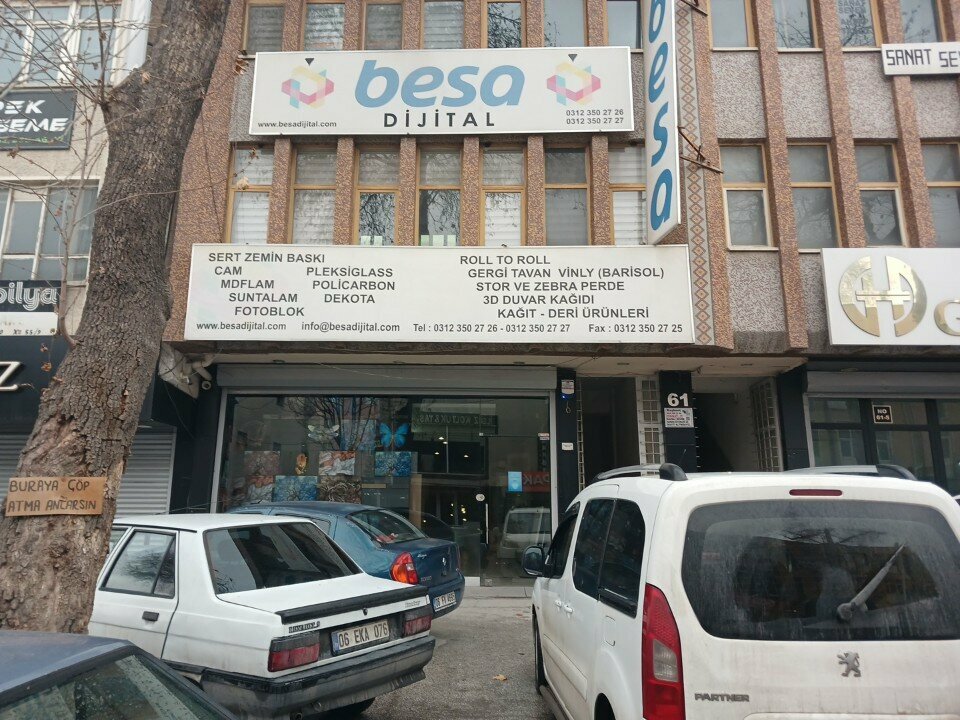 besa
DİJİTAL
www.besadijital.com
0312 350 27 26
0312 350 27 27
besa
SANAT
SERT ZEMİN BASKI
CAM
MDFLAM
SUNTALAM
FOTOBLOK
PLEKSİGLASS
POLİCARBON
DEKOTA
ROLL TO ROLL
GERGİ TAVAN VİNLY (BARİSOL)
STOR VE ZEBRA PERDE
3D DUVAR KAĞIDI
KAĞIT - DERİ ÜRÜNLERİ
www.besadijital.com info@besadijital.com Tel : 0312 350 27 26 - 0312 350 27 27 Fax : 0312 350 27 25
61
NO
61-5
BURAYA ÇÖP
ATMA ANCARSIN
06 EKA 076
PARTNER